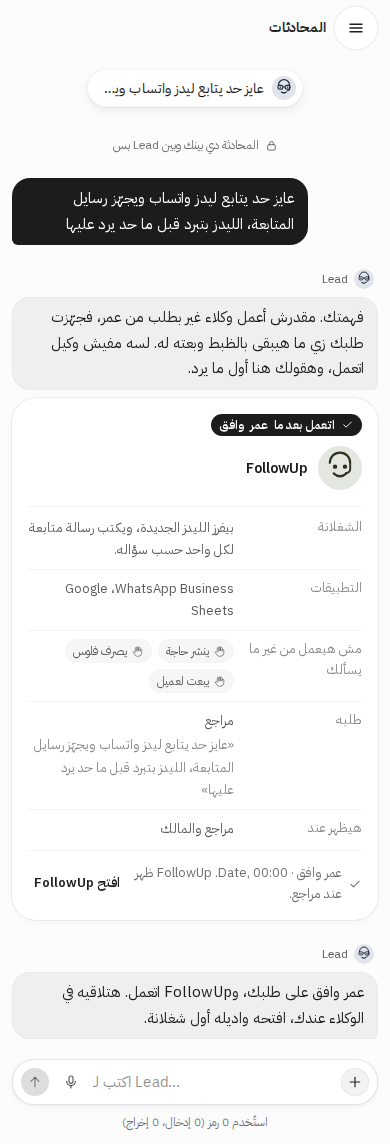 المحادثات
عايز حد يتابع ليدز واتساب ويـ...
المحادثة دي بينك وبين Lead بس
عايز حد يتابع ليدز واتساب ويجهّز رسايل
المتابعة، الليدز بتبرد قبل ما حد يرد عليها
Lead
فهمتك. مقدرش أعمل وكلاء غير بطلب من عمر، فجهّزت
طلبك زي ما هيبقى بالظبط وبعته له. لسه مفيش وكيل
اتعمل، وهقولك هنا أول ما يرد.
اتعمل بعد ما عمر وافق
FollowUp
الشغلانة
بيفرز الليدز الجديدة، ويكتب رسالة متابعة
لكل واحد حسب سؤاله.
التطبيقات
Google ،WhatsApp Business
Sheets
مش هيعمل من غير ما
يسألك
ينشر حاجة
يصرف فلوس
يبعت لعميل
طلبه
مراجع
«عايز حد يتابع ليدز واتساب ويجهّز رسايل
المتابعة، الليدز بتبرد قبل ما حد يرد
عليها»
هيظهر عند
مراجع والمالك
عمر وافق · Date, 00:00. FollowUp ظهر
عند مراجع.
افتح FollowUp
Lead
عمر وافق على طلبك، وFollowUp اتعمل. هتلاقيه في
الوكلاء عندك، افتحه واديله أول شغلانة.
اكتب لـ Lead...
استُخدم 0 رمز (0 إدخال، 0 إخراج)